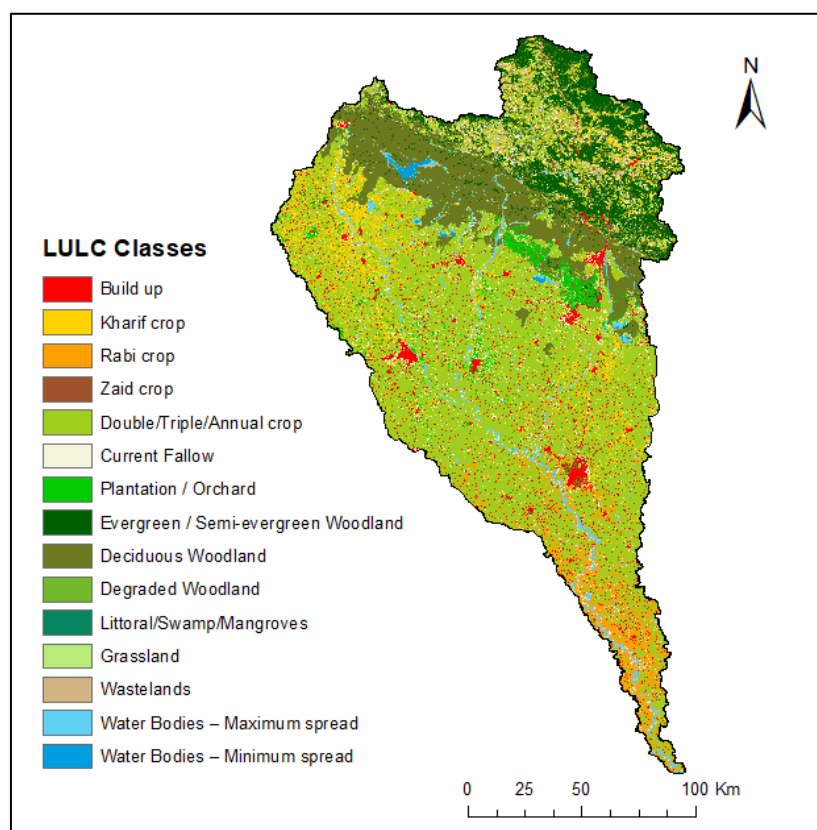 N
LULC Classes
Build up
Kharif crop
Rabi crop
Zaid crop
Double/Triple/Annual crop
Current Fallow
Plantation / Orchard
Evergreen / Semi-evergreen Woodland
Deciduous Woodland
Degraded Woodland
Littoral/Swamp/Mangroves
Grassland
Wastelands
Water Bodies – Maximum spread
Water Bodies – Minimum spread
0 25 50 100 Km